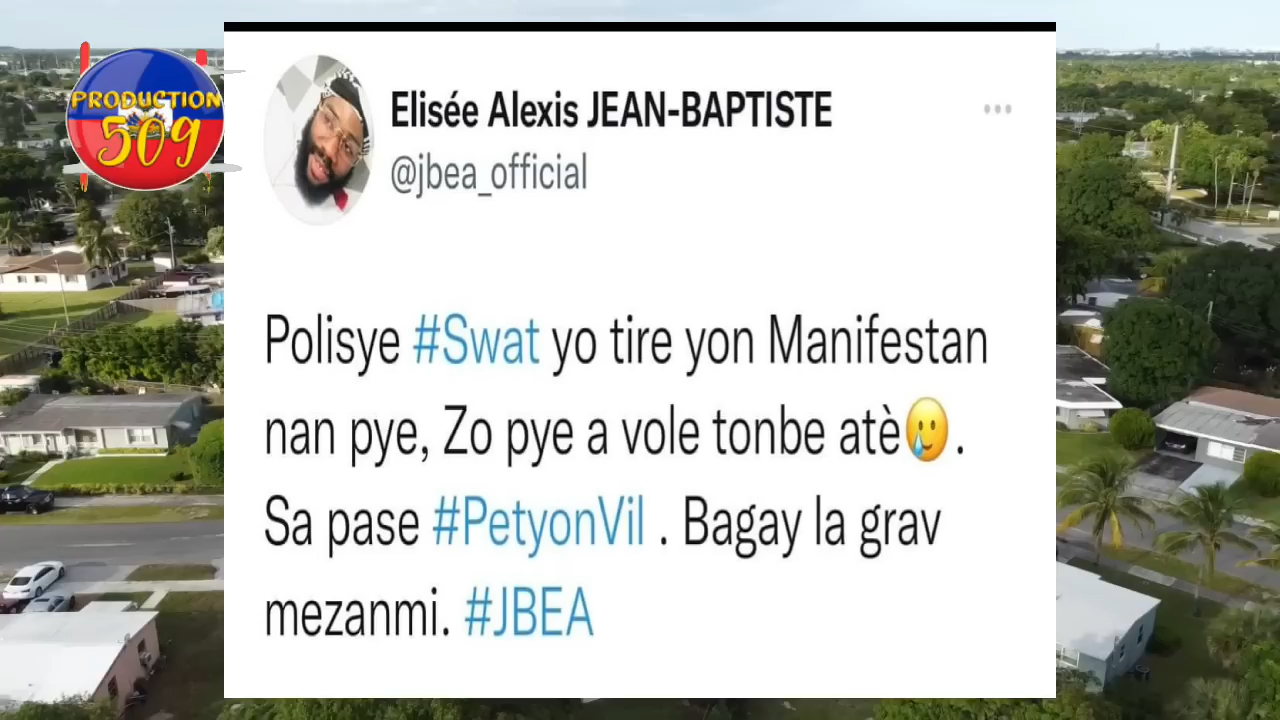 PRODUCTION
509
Elisée Alexis JEAN-BAPTISTE
@jbea_official
Polisye #Swat yo tire yon Manifestan
nan pye, Zo pye a vole tonbe atè🥲.
Sa pase #PetyonVil . Bagay la grav
mezanmi. #JBEA